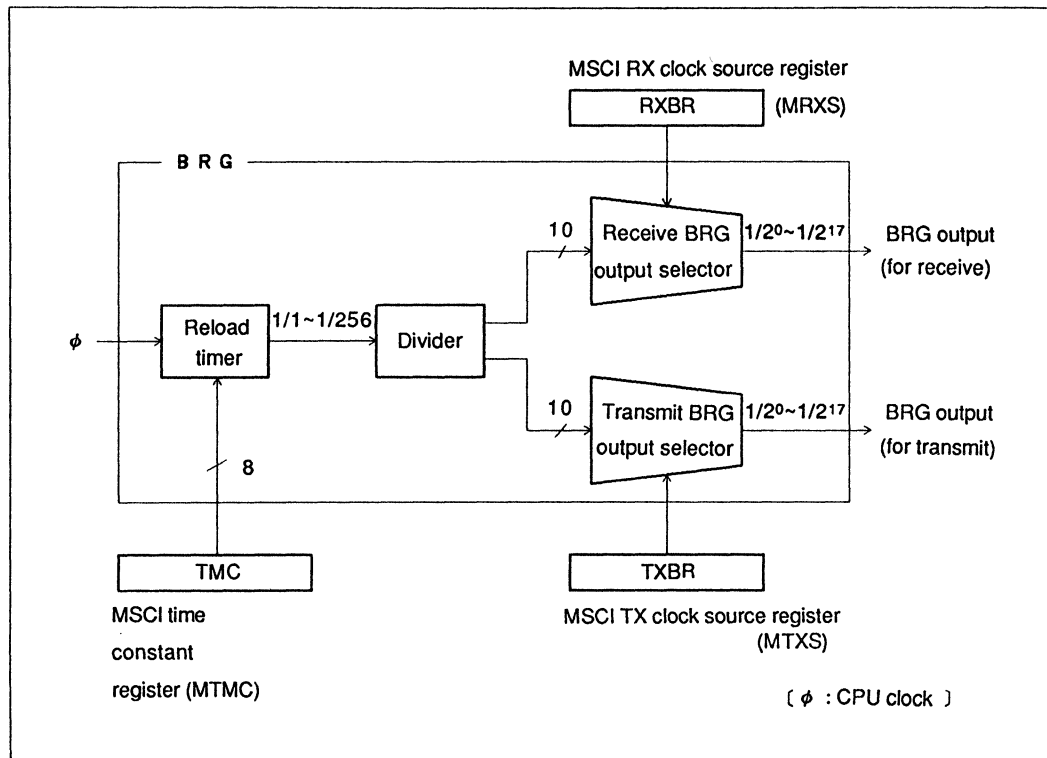 MSCI RX clock source register
RXBR (MRXS)
B R G
10
Receive BRG
output selector
1/2⁰~1/2¹⁷
BRG output
(for receive)
ϕ
Reload
timer
1/1~1/256
Divider
10
Transmit BRG
output selector
1/2⁰~1/2¹⁷
BRG output
(for transmit)
8
TMC
MSCI time
constant
register (MTMC)
TXBR
MSCI TX clock source register
(MTXS)
〔 ϕ : CPU clock 〕